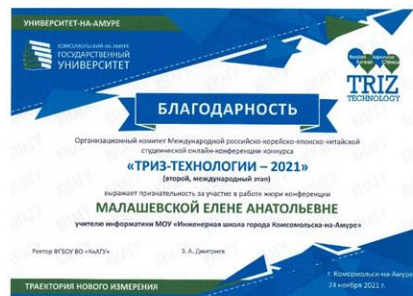 УНИВЕРСИТЕТ-НА-АМУРЕ
КОМСОМОЛЬСКИЙ-НА-АМУРЕ
ГОСУДАРСТВЕННЫЙ
УНИВЕРСИТЕТ
TRIZ
TECHNOLOGY
БЛАГОДАРНОСТЬ
Организационный комитет Международной российско-корейско-японско-китайской
студенческой онлайн-конференции-конкурса
«ТРИЗ-ТЕХНОЛОГИИ – 2021»
(второй, международный этап)
выражает признательность за участие в работе жюри конференции
МАЛАШЕВСКОЙ ЕЛЕНЕ АНАТОЛЬЕВНЕ
учителю информатики МОУ «Инженерная школа города Комсомольска-на-Амуре»
Ректор ФГБОУ ВО «КнАГУ» Э. А. Дмитриев
г. Комсомольск-на-Амуре
24 ноября 2021 г.
ТРАЕКТОРИЯ НОВОГО ИЗМЕРЕНИЯ